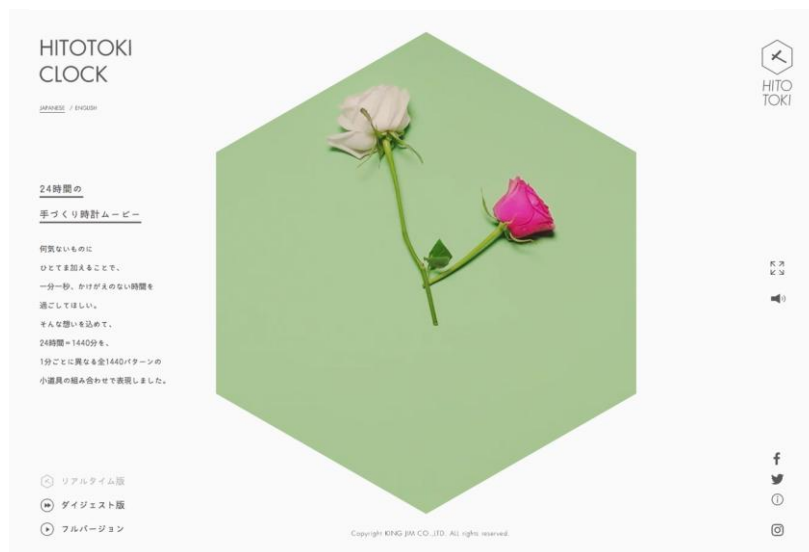 HITOTOKI
CLOCK
JAPANESE / ENGLISH
24時間の
手づくり時計ムービー
何気ないものに
ひとてま加えることで、
一分一秒、かけがえのない時間を
過ごしてほしい。
そんな想いを込めて、
24時間=1440分を、
1分ごとに異なる全1440パターンの
小道具の組み合わせで表現しました。
リアルタイム版
ダイジェスト版
フルバージョン
Copyright KING JIM CO.,LTD. ALL rights reserved.
HITO
TOKI